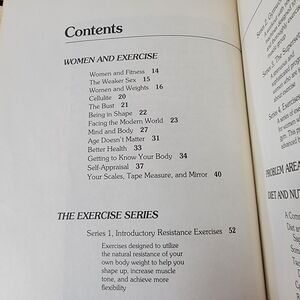 Contents
WOMEN AND EXERCISE
Women and Fitness 14
The Weaker Sex 15
Women and Weights 16
Cellulite 20
The Bust 21
Being in Shape 22
Facing the Modern World 23
Mind and Body 27
Age Doesn't Matter 31
Better Health 33
Getting to Know Your Body 34
Self-Appraisal 37
Your Scales, Tape Measure, and Mirror 40
THE EXERCISE SERIES
Series 1, Introductory Resistance Exercises 52
Exercises designed to utilize
the natural resistance of your
own body weight to help you
shape up, increase muscle
tone, and achieve more
flexibility
Series 4, Exercise
PROBLEM AREA
DIET AND NUT
A Comm